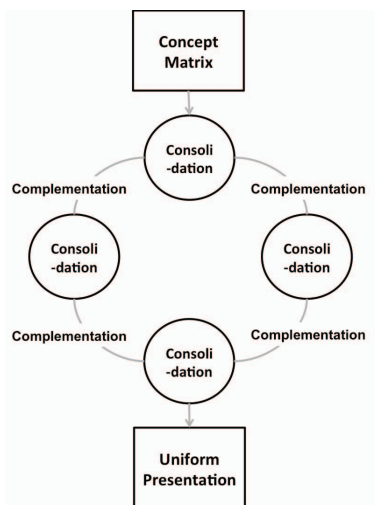 Concept
Matrix
Consoli
-dation
Complementation
Complementation
Consoli
-dation
Consoli
-dation
Complementation
Complementation
Consoli
-dation
Uniform
Presentation